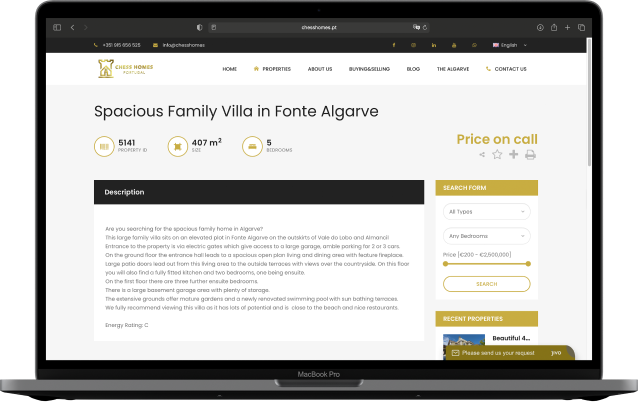 chesshomes.pt
+351 915 656 525
info@chesshomes
English
CHESS HOMES
PORTUGAL
HOME
PROPERTIES
ABOUT US
BUYING&SELLING
BLOG
THE ALGARVE
CONTACT US
Spacious Family Villa in Fonte Algarve
5141
PROPERTY ID
407 m²
SIZE
5
BEDROOMS
Price on call
Description
Are you searching for the spacious family home in Algarve?
This large family villa sits on an elevated plot in Fonte Algarve on the outskirts of Vale do Lobo and Almancil
Entrance to the property is via electric gates which give access to a large garage, amble parking for 2 or 3 cars.
On the ground floor the entrance hall leads to a spacious open plan living and dining area with feature fireplace.
Large patio doors lead out from this living area to the outside terraces with views over the countryside. On this floor
you will also find a fully fitted kitchen and two bedrooms, one being ensuite.
On the first floor there are three further ensuite bedrooms.
There is a large basement garage area with plenty of storage.
The extensive grounds offer mature gardens and a newly renovated swimming pool with sun bathing terraces.
We fully recommend viewing this villa as it has lots of potential and is close to the beach and nice restaurants.
Energy Rating: C
SEARCH FORM
All Types
Any Bedrooms
Price [€200 - €2,500,000]
SEARCH
RECENT PROPERTIES
Beautiful 4...
Please send us your request
jivo
MacBook Pro